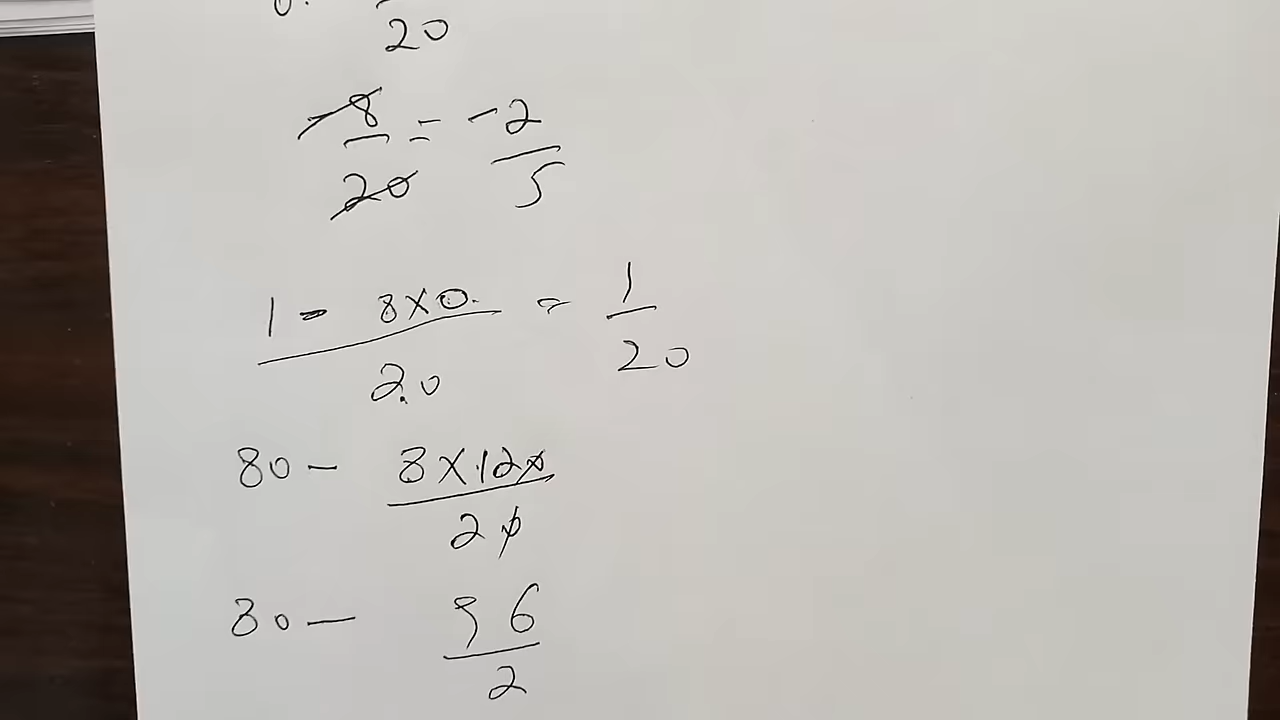 20
-8/20 = -2/5
1 - 8×0/20 = 1/20
80 - 8×120/20
80 - 96/2